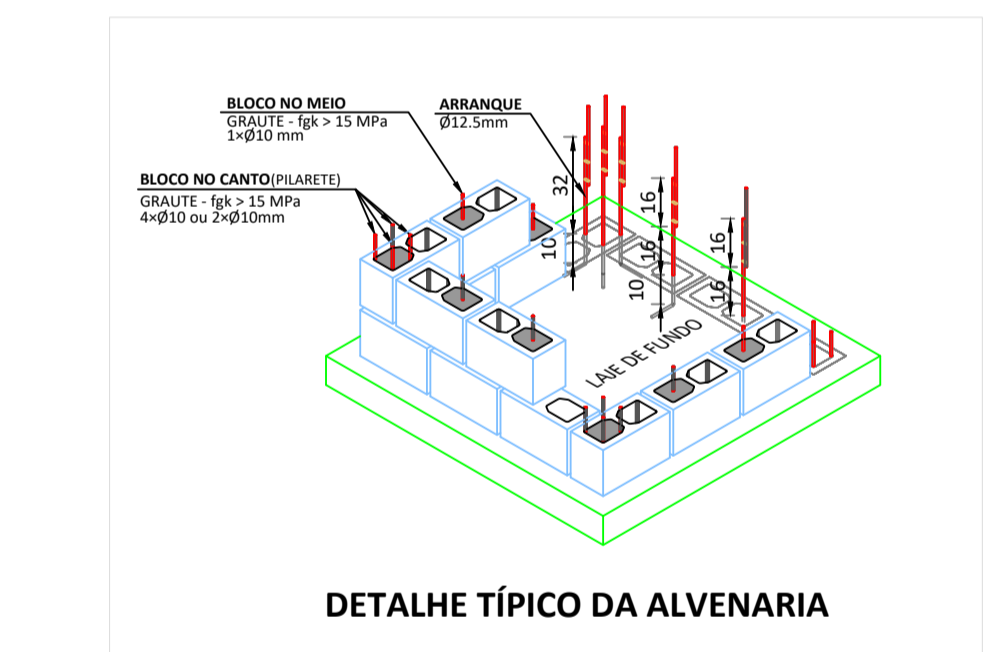 BLOCO NO MEIO
GRAUTE - fgk > 15 MPa
1×Ø10 mm
ARRANQUE
Ø12.5mm
BLOCO NO CANTO(PILARETE)
GRAUTE - fgk > 15 MPa
4×Ø10 ou 2×Ø10mm
32
10
16
16
10
16
16
LAJE DE FUNDO
DETALHE TÍPICO DA ALVENARIA